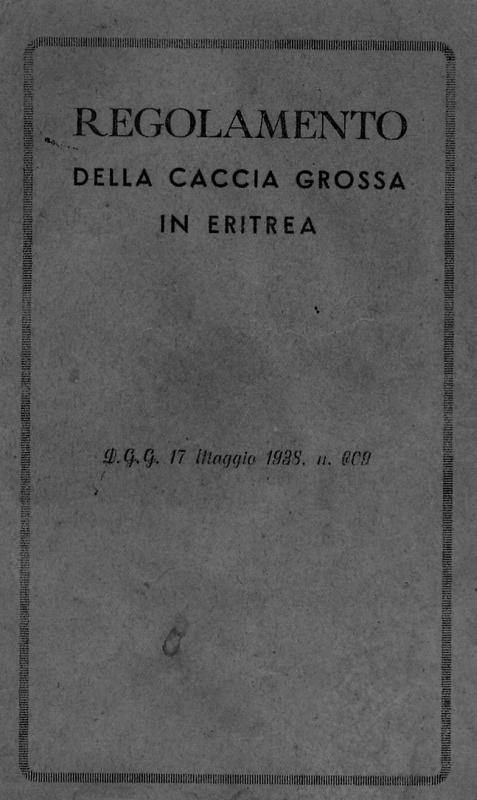 REGOLAMENTO
DELLA CACCIA GROSSA
IN ERITREA
D. G. G. 17 Maggio 1938. n. 609